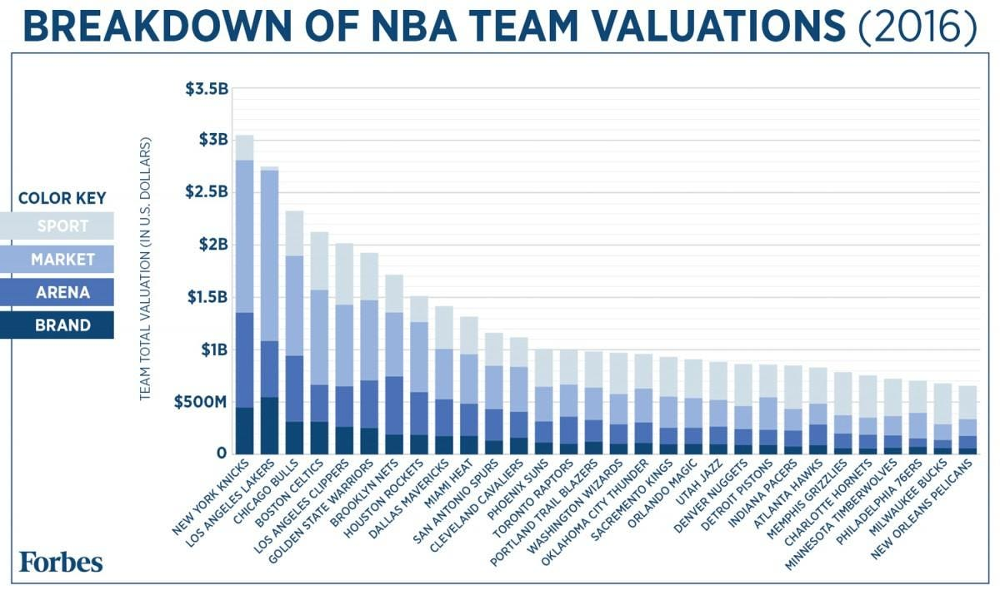 BREAKDOWN OF NBA TEAM VALUATIONS (2016)
$3.5B
$3B
$2.5B
$2B
$1.5B
$1B
$500M
0
TEAM TOTAL VALUATION (IN U.S. DOLLARS)
COLOR KEY
SPORT
MARKET
ARENA
BRAND
NEW YORK KNICKS
LOS ANGELES LAKERS
CHICAGO BULLS
BOSTON CELTICS
LOS ANGELES CLIPPERS
GOLDEN STATE WARRIORS
BROOKLYN NETS
HOUSTON ROCKETS
DALLAS MAVERICKS
MIAMI HEAT
SAN ANTONIO SPURS
CLEVELAND CAVALIERS
PHOENIX SUNS
TORONTO RAPTORS
PORTLAND TRAIL BLAZERS
WASHINGTON WIZARDS
OKLAHOMA CITY THUNDER
SACRAMENTO KINGS
ORLANDO MAGIC
UTAH JAZZ
DENVER NUGGETS
DETROIT PISTONS
INDIANA PACERS
ATLANTA HAWKS
MEMPHIS GRIZZLIES
CHARLOTTE HORNETS
MINNESOTA TIMBERWOLVES
PHILADELPHIA 76ERS
MILWAUKEE BUCKS
NEW ORLEANS PELICANS
Forbes